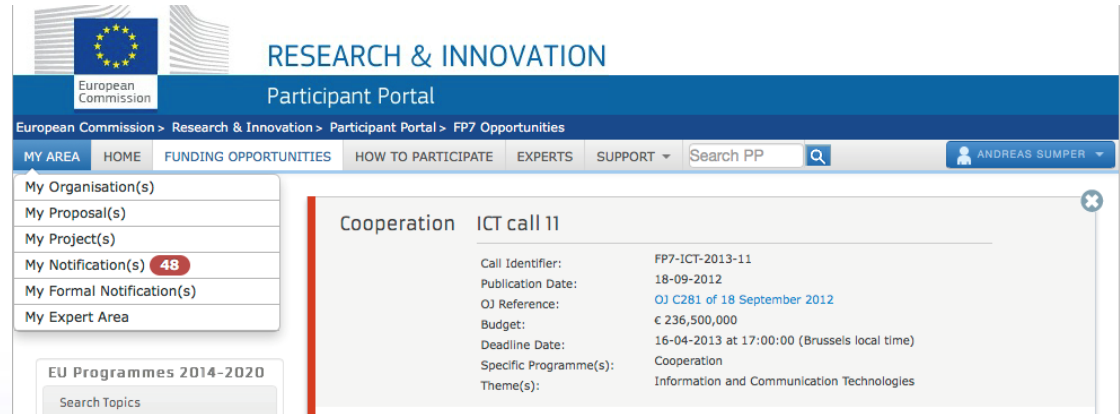 European
Commission
RESEARCH & INNOVATION
Participant Portal
European Commission > Research & Innovation > Participant Portal > FP7 Opportunities
MY AREA HOME FUNDING OPPORTUNITIES HOW TO PARTICIPATE EXPERTS SUPPORT Search PP ANDREAS SUMPER
My Organisation(s)
My Proposal(s)
My Project(s)
My Notification(s) 48
My Formal Notification(s)
My Expert Area
EU Programmes 2014-2020
Search Topics
Cooperation ICT call 11
Call Identifier: FP7-ICT-2013-11
Publication Date: 18-09-2012
OJ Reference: OJ C281 of 18 September 2012
Budget: € 236,500,000
Deadline Date: 16-04-2013 at 17:00:00 (Brussels local time)
Specific Programme(s): Cooperation
Theme(s): Information and Communication Technologies